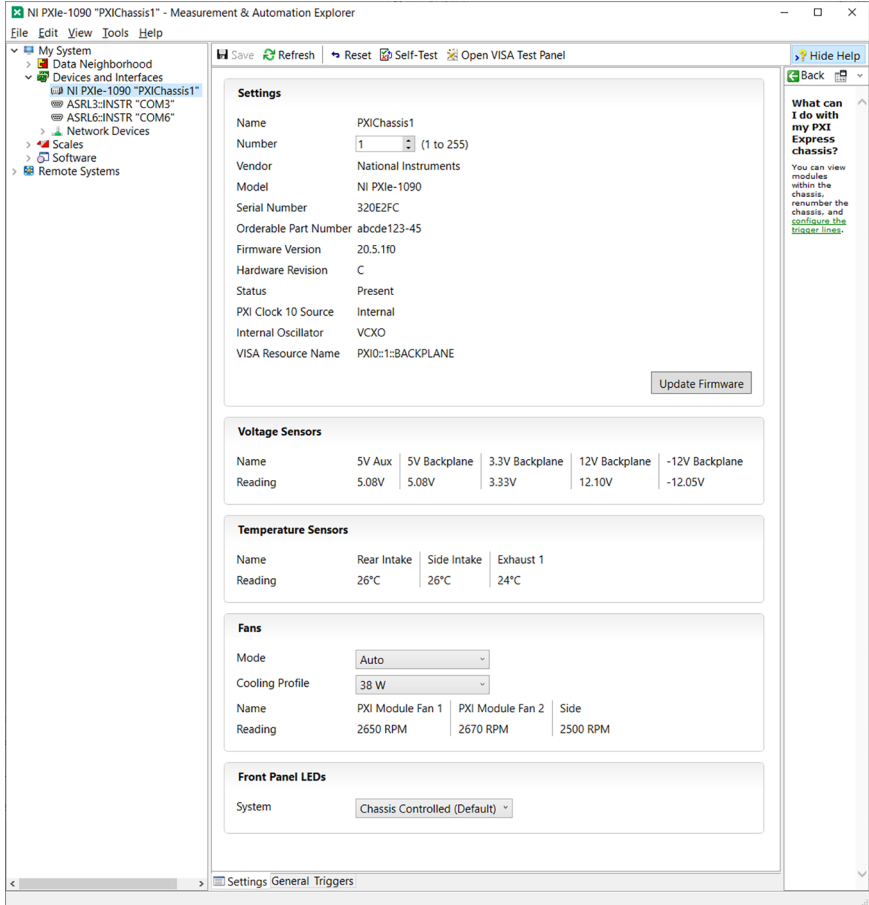 NI PXIe-1090 "PXIChassis1" - Measurement & Automation Explorer
File Edit View Tools Help
My System
Data Neighborhood
Devices and Interfaces
NI PXIe-1090 "PXIChassis1"
ASRL3::INSTR "COM3"
ASRL6::INSTR "COM6"
Network Devices
Scales
Software
Remote Systems
Save Refresh Reset Self-Test Open VISA Test Panel
Settings
Name PXIChassis1
Number 1 (1 to 255)
Vendor National Instruments
Model NI PXIe-1090
Serial Number 320E2FC
Orderable Part Number abcde123-45
Firmware Version 20.5.1f0
Hardware Revision C
Status Present
PXI Clock 10 Source Internal
Internal Oscillator VCXO
VISA Resource Name PXI0::1::BACKPLANE
Update Firmware
Voltage Sensors
Name 5V Aux 5V Backplane 3.3V Backplane 12V Backplane -12V Backplane
Reading 5.08V 5.08V 3.33V 12.10V -12.05V
Temperature Sensors
Name Rear Intake Side Intake Exhaust 1
Reading 26°C 26°C 24°C
Fans
Mode Auto
Cooling Profile 38 W
Name PXI Module Fan 1 PXI Module Fan 2 Side
Reading 2650 RPM 2670 RPM 2500 RPM
Front Panel LEDs
System Chassis Controlled (Default)
Settings General Triggers
Hide Help
Back
What can
I do with
my PXI
Express
chassis?
You can view
modules
within the
chassis,
renumber the
chassis, and
configure the
trigger lines.